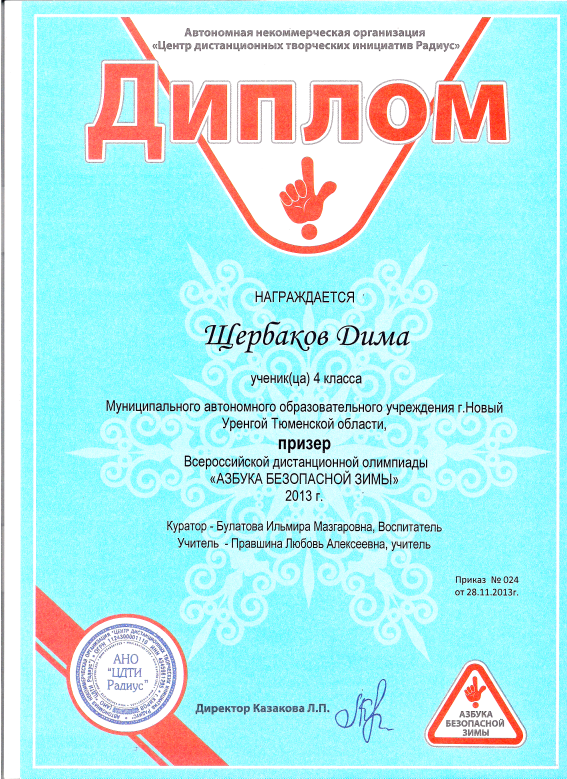 Автономная некоммерческая организация
«Центр дистанционных творческих инициатив Радиус»
Диплом
НАГРАЖДАЕТСЯ
Щербаков Дима
ученик(ца) 4 класса
Муниципального автономного образовательного учреждения г.Новый
Уренгой Тюменской области,
призер
Всероссийской дистанционной олимпиады
«АЗБУКА БЕЗОПАСНОЙ ЗИМЫ»
2013 г.
Куратор - Булатова Ильмира Мазгаровна, Воспитатель
Учитель - Правшина Любовь Алексеевна, учитель
Приказ № 024
от 28.11.2013г.
АНО
"ЦДТИ
Радиус"
Директор Казакова Л.П.
АЗБУКА
БЕЗОПАСНОЙ
ЗИМЫ